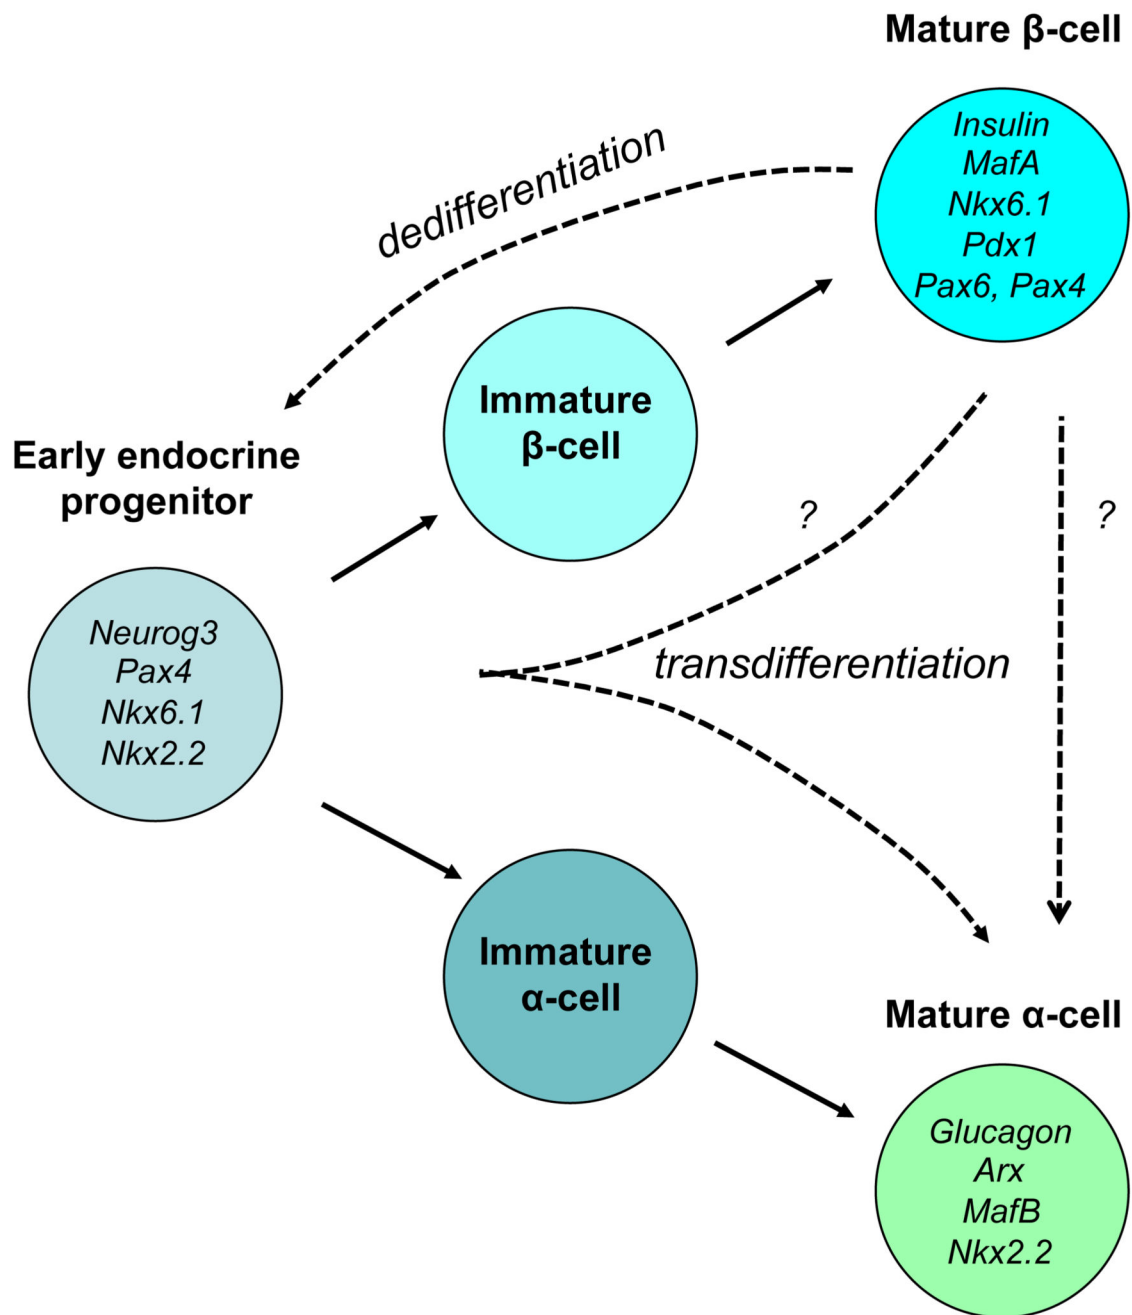 Mature β-cell
Insulin
MafA
Nkx6.1
Pdx1
Pax6, Pax4
dedifferentiation
Immature
β-cell
Early endocrine
progenitor
?
?
Neurog3
Pax4
Nkx6.1
Nkx2.2
transdifferentiation
Immature
α-cell
Mature α-cell
Glucagon
Arx
MafB
Nkx2.2